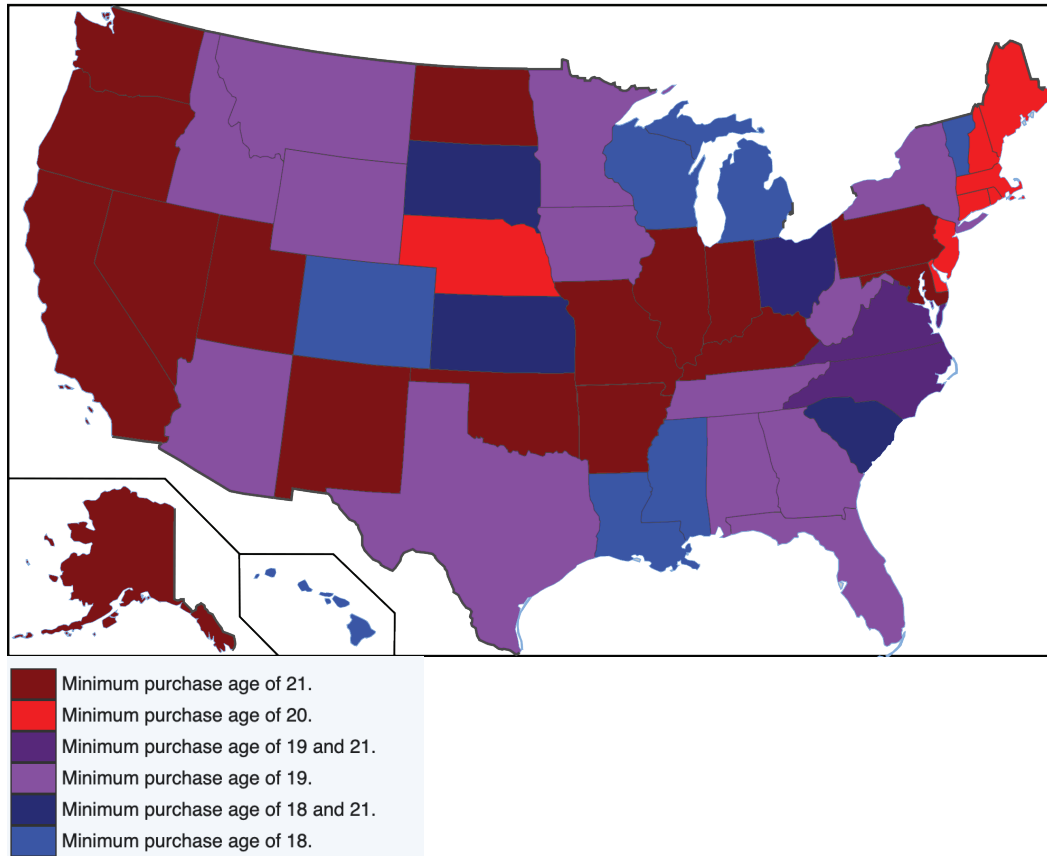 Minimum purchase age of 21.
Minimum purchase age of 20.
Minimum purchase age of 19 and 21.
Minimum purchase age of 19.
Minimum purchase age of 18 and 21.
Minimum purchase age of 18.